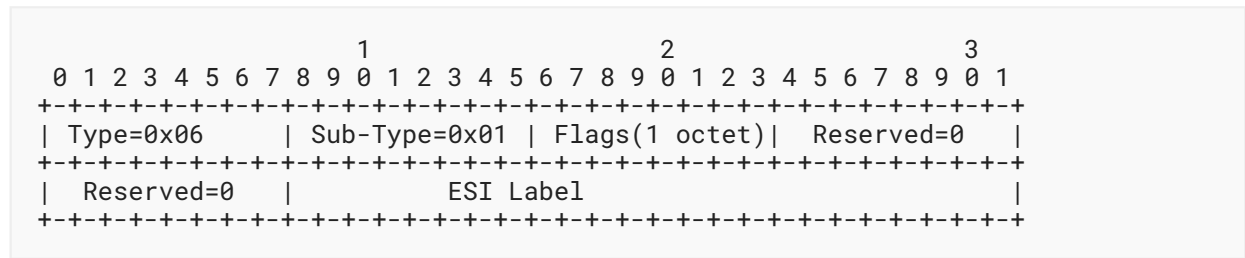 1                   2                   3
 0 1 2 3 4 5 6 7 8 9 0 1 2 3 4 5 6 7 8 9 0 1 2 3 4 5 6 7 8 9 0 1
+-+-+-+-+-+-+-+-+-+-+-+-+-+-+-+-+-+-+-+-+-+-+-+-+-+-+-+-+-+-+-+-+
| Type=0x06     | Sub-Type=0x01 | Flags(1 octet)|  Reserved=0   |
+-+-+-+-+-+-+-+-+-+-+-+-+-+-+-+-+-+-+-+-+-+-+-+-+-+-+-+-+-+-+-+-+
|  Reserved=0   |          ESI Label                            |
+-+-+-+-+-+-+-+-+-+-+-+-+-+-+-+-+-+-+-+-+-+-+-+-+-+-+-+-+-+-+-+-+